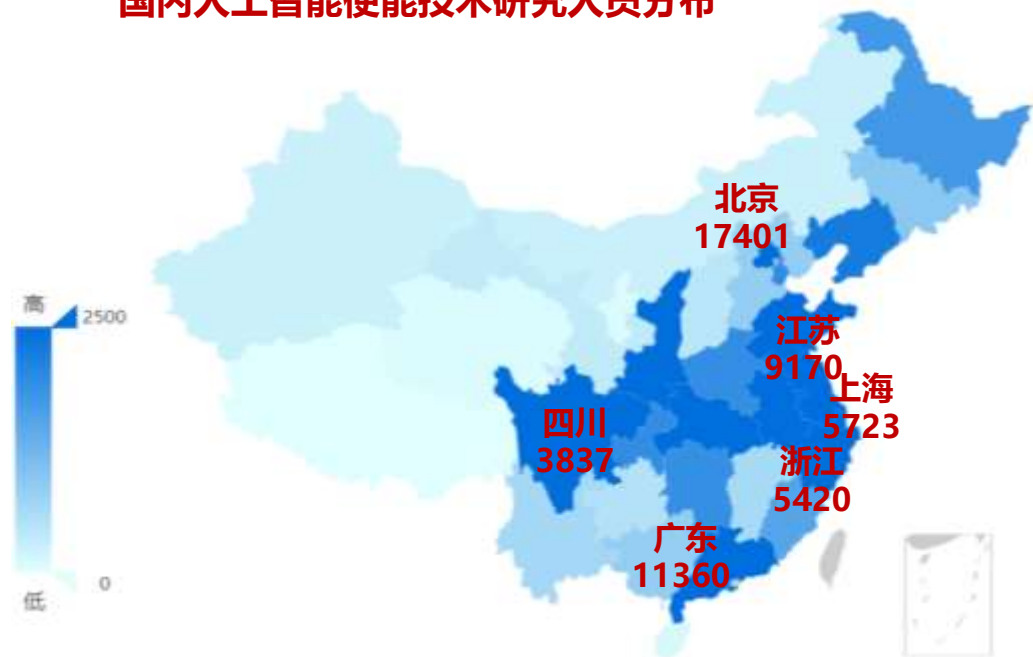 国内人工智能使能技术研究人员分布
北京
17401
高
2500
江苏
9170
上海
5723
四川
3837
浙江
5420
广东
11360
0
低